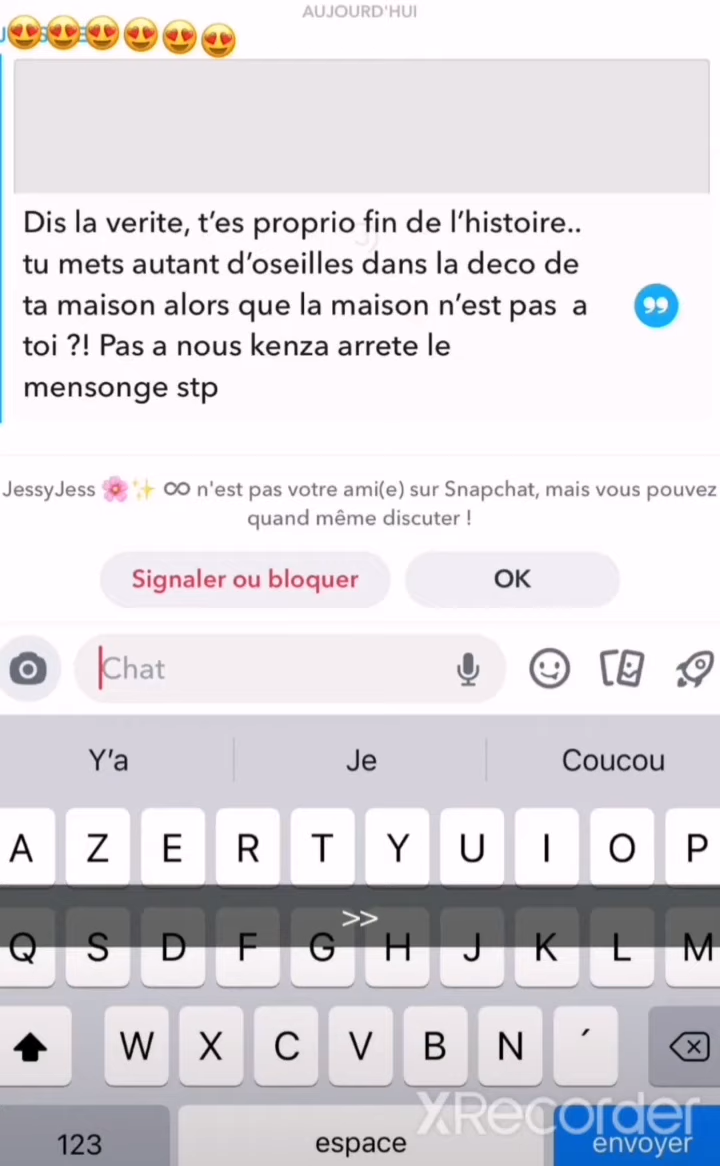 AUJOURD'HUI
Dis la verite, t'es proprio fin de l'histoire..
tu mets autant d'oseilles dans la deco de
ta maison alors que la maison n'est pas a
toi ?! Pas a nous kenza arrete le
mensonge stp
JessyJess 🌸✨ ∞ n'est pas votre ami(e) sur Snapchat, mais vous pouvez
quand même discuter !
Signaler ou bloquer OK
Chat
Y'a Je Coucou
A Z E R T Y U I O P
>>
Q S D F G H J K L M
W X C V B N ´
XRecorder
123 espace envoyer